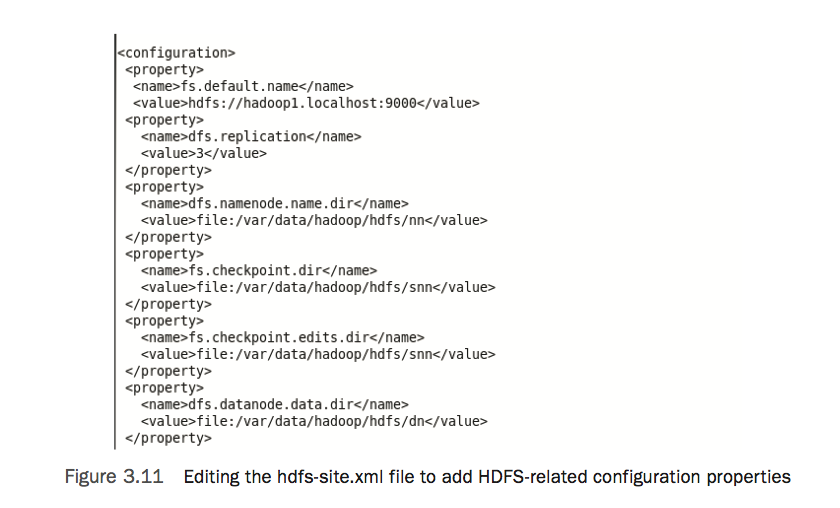 <configuration>
<property>
<name>fs.default.name</name>
<value>hdfs://hadoop1.localhost:9000</value>
<property>
<name>dfs.replication</name>
<value>3</value>
</property>
<property>
<name>dfs.namenode.name.dir</name>
<value>file:/var/data/hadoop/hdfs/nn</value>
</property>
<property>
<name>fs.checkpoint.dir</name>
<value>file:/var/data/hadoop/hdfs/snn</value>
</property>
<property>
<name>fs.checkpoint.edits.dir</name>
<value>file:/var/data/hadoop/hdfs/snn</value>
</property>
<property>
<name>dfs.datanode.data.dir</name>
<value>file:/var/data/hadoop/hdfs/dn</value>
</property>
Figure 3.11 Editing the hdfs-site.xml file to add HDFS-related configuration properties